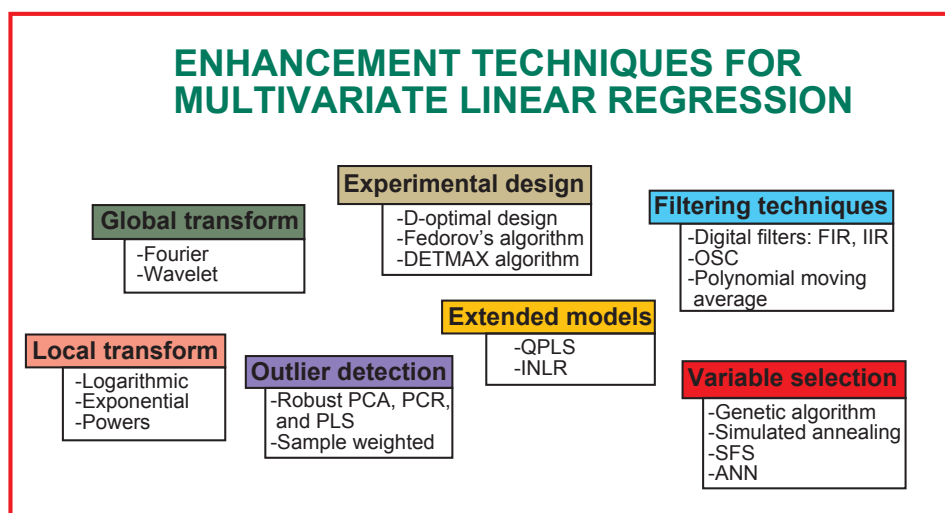 ENHANCEMENT TECHNIQUES FOR
MULTIVARIATE LINEAR REGRESSION
Experimental design
-D-optimal design
-Fedorov's algorithm
-DETMAX algorithm
Global transform
-Fourier
-Wavelet
Filtering techniques
-Digital filters: FIR, IIR
-OSC
-Polynomial moving
average
Extended models
-QPLS
-INLR
Local transform
-Logarithmic
-Exponential
-Powers
Outlier detection
-Robust PCA, PCR,
and PLS
-Sample weighted
Variable selection
-Genetic algorithm
-Simulated annealing
-SFS
-ANN